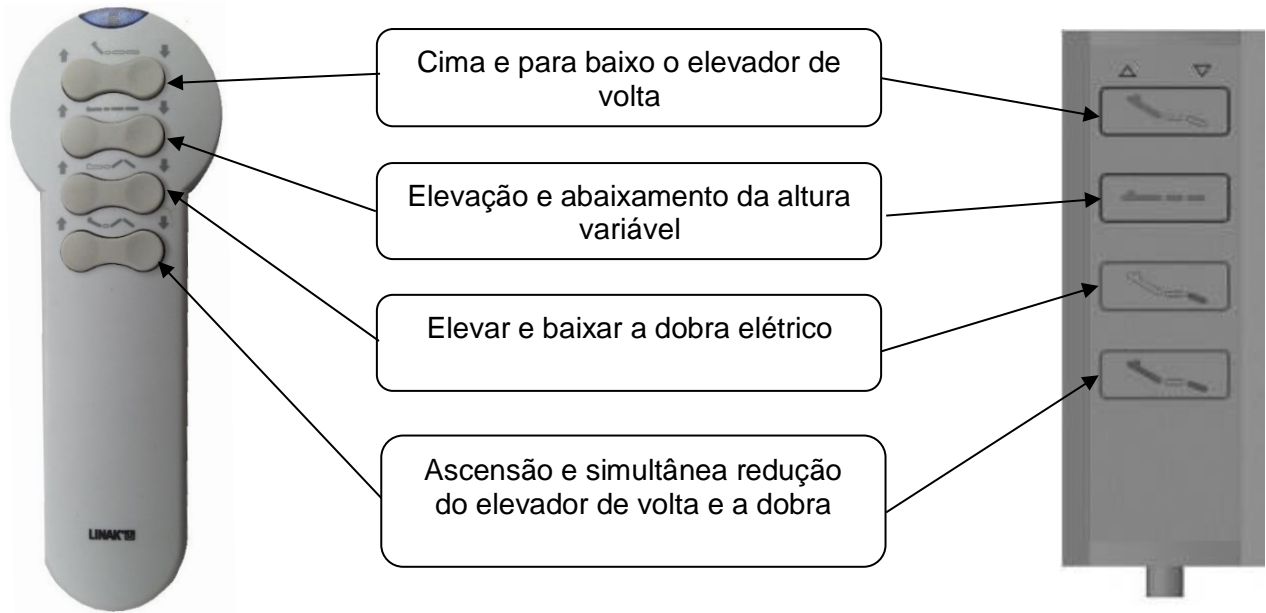 Cima e para baixo o elevador de
volta
Elevação e abaixamento da altura
variável
Elevar e baixar a dobra elétrico
Ascensão e simultânea redução
do elevador de volta e a dobra
LINAK